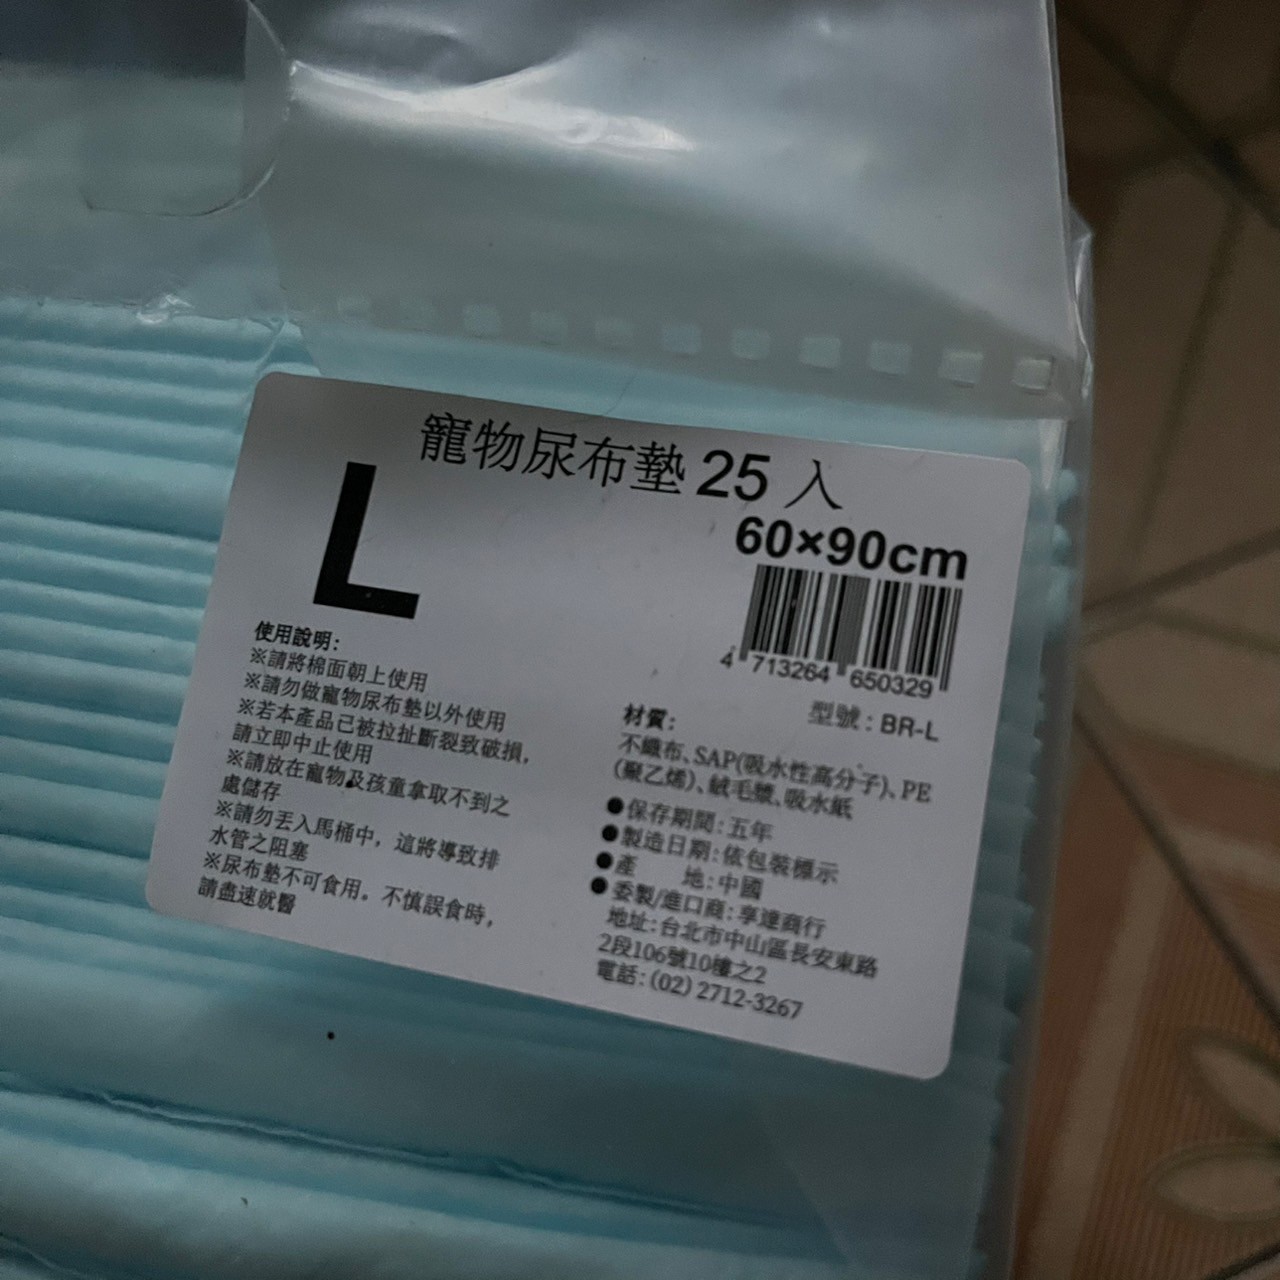 寵物尿布墊 25 入
L
60×90cm
4 713264 650329
型號：BR-L
使用說明：
※請將棉面朝上使用
※請勿做寵物尿布墊以外使用
※若本產品已被拉扯斷裂致破損，
請立即中止使用
※請放在寵物及孩童拿取不到之
處儲存
※請勿丟入馬桶中，這將導致排
水管之阻塞
※尿布墊不可食用。不慎誤食時，
請盡速就醫
材質：
不織布、SAP(吸水性高分子)、PE
(聚乙烯)、絨毛漿、吸水紙
●保存期間：五年
●製造日期：依包裝標示
●產　　地：中國
●委製/進口商：享達商行
地址：台北市中山區長安東路
2段106號10樓之2
電話：(02) 2712-3267